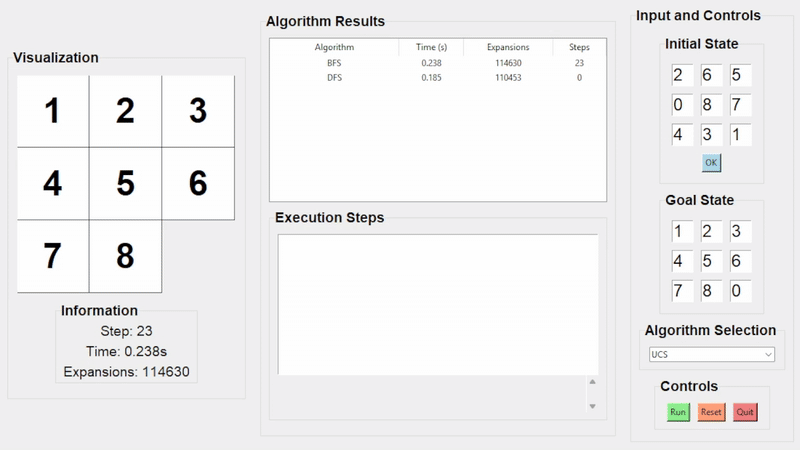 Visualization
1 2 3
4 5 6
7 8
Information
Step: 23
Time: 0.238s
Expansions: 114630
Algorithm Results
Algorithm Time (s) Expansions Steps
BFS 0.238 114630 23
DFS 0.185 110453 0
Execution Steps
Input and Controls
Initial State
2 6 5
0 8 7
4 3 1
OK
Goal State
1 2 3
4 5 6
7 8 0
Algorithm Selection
UCS
Controls
Run Reset Quit